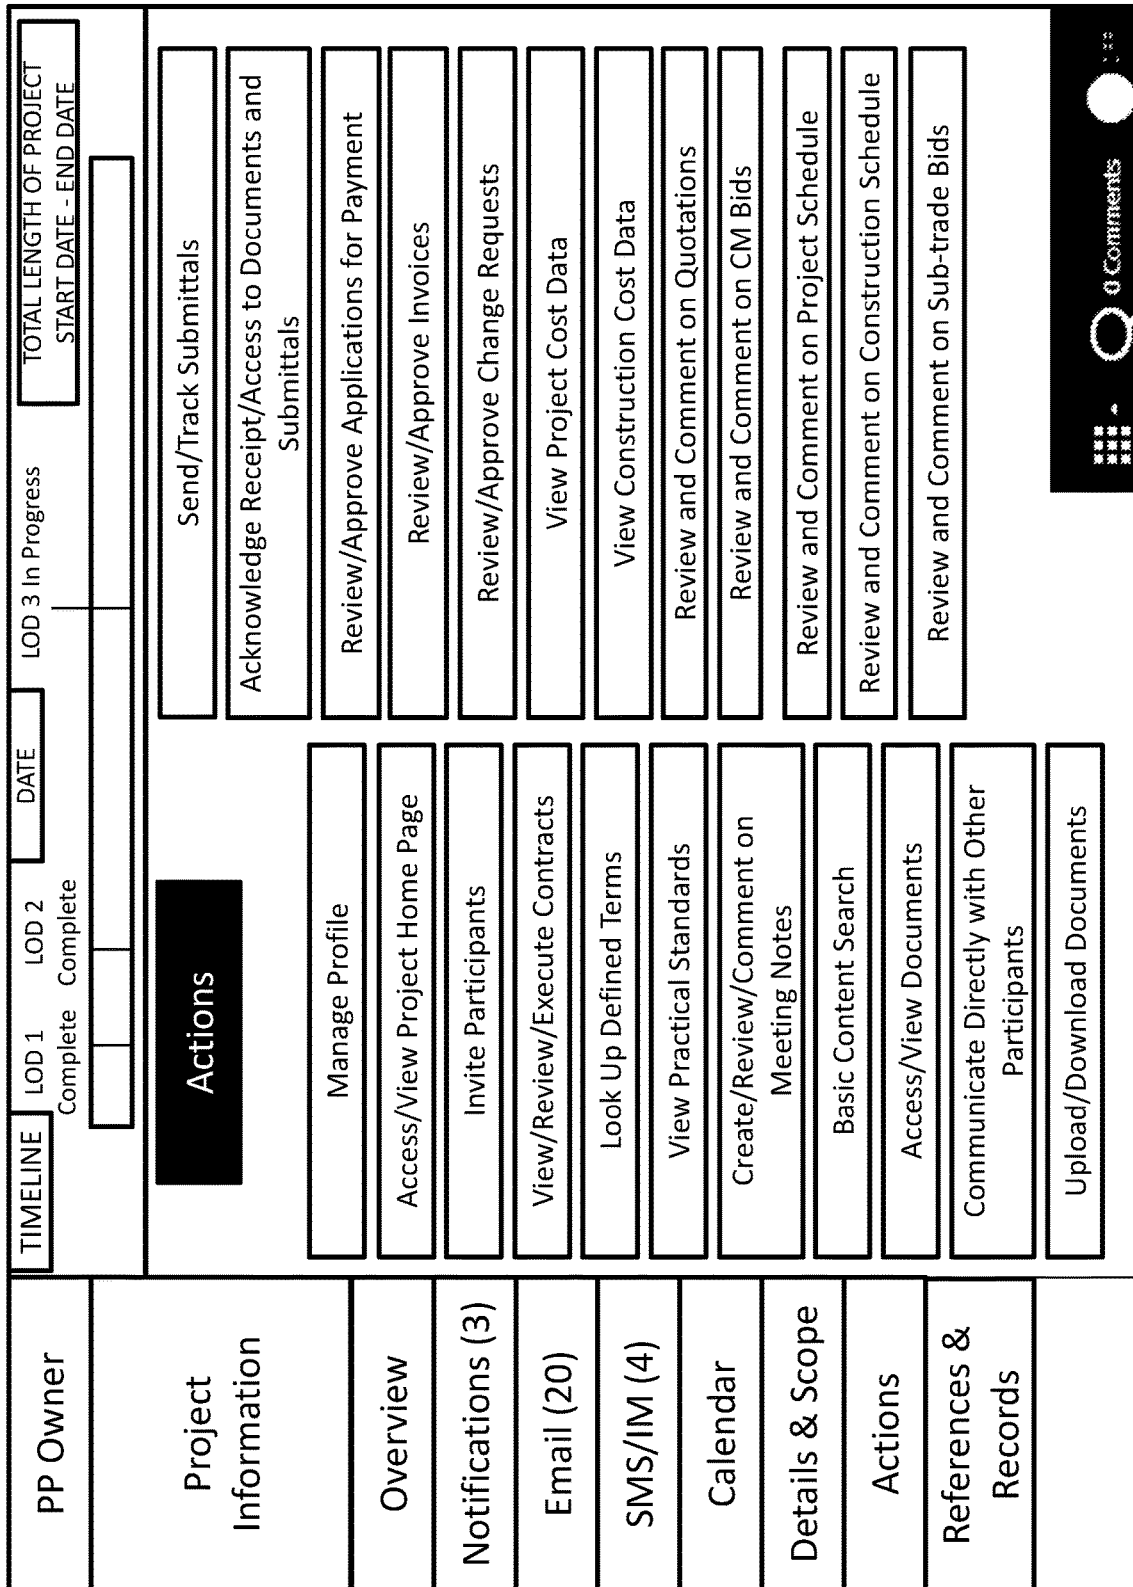 PP Owner
Project
Information
Overview
Notifications (3)
Email (20)
SMS/IM (4)
Calendar
Details & Scope
Actions
References &
Records
TIMELINE
LOD 1
Complete
LOD 2
Complete
DATE
LOD 3 In Progress
TOTAL LENGTH OF PROJECT
START DATE - END DATE
Actions
Manage Profile
Access/View Project Home Page
Invite Participants
View/Review/Execute Contracts
Look Up Defined Terms
View Practical Standards
Create/Review/Comment on
Meeting Notes
Basic Content Search
Access/View Documents
Communicate Directly with Other
Participants
Upload/Download Documents
Send/Track Submittals
Acknowledge Receipt/Access to Documents and
Submittals
Review/Approve Applications for Payment
Review/Approve Invoices
Review/Approve Change Requests
View Project Cost Data
View Construction Cost Data
Review and Comment on Quotations
Review and Comment on CM Bids
Review and Comment on Project Schedule
Review and Comment on Construction Schedule
Review and Comment on Sub-trade Bids
0 Comments